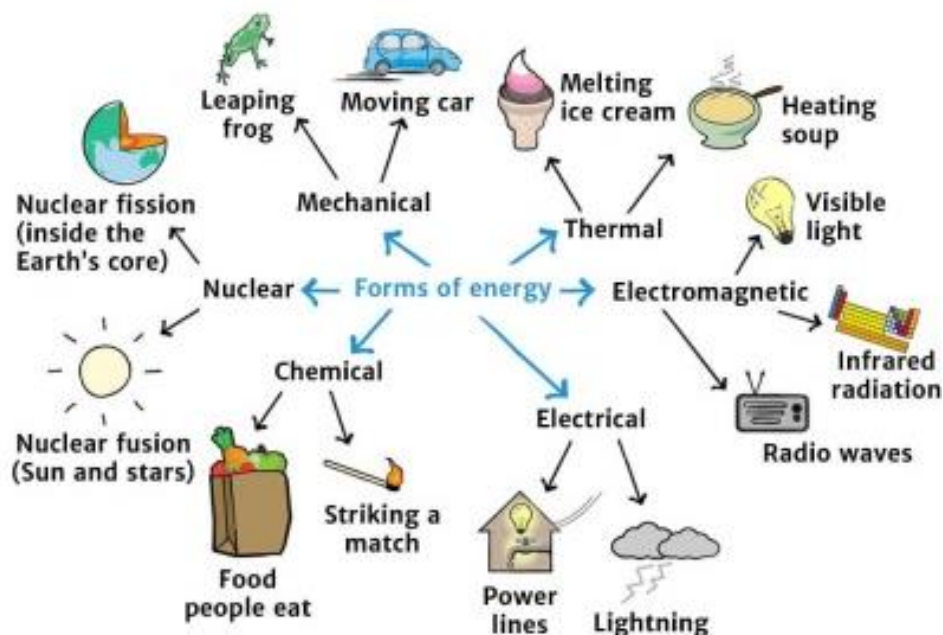 Leaping
frog
Moving car
Melting
ice cream
Heating
soup
Nuclear fission
(inside the
Earth's core)
Mechanical
Thermal
Visible
light
Nuclear
Forms of energy
Electromagnetic
Infrared
radiation
Chemical
Electrical
Radio waves
Nuclear fusion
(Sun and stars)
Striking a
match
Food
people eat
Power
lines
Lightning